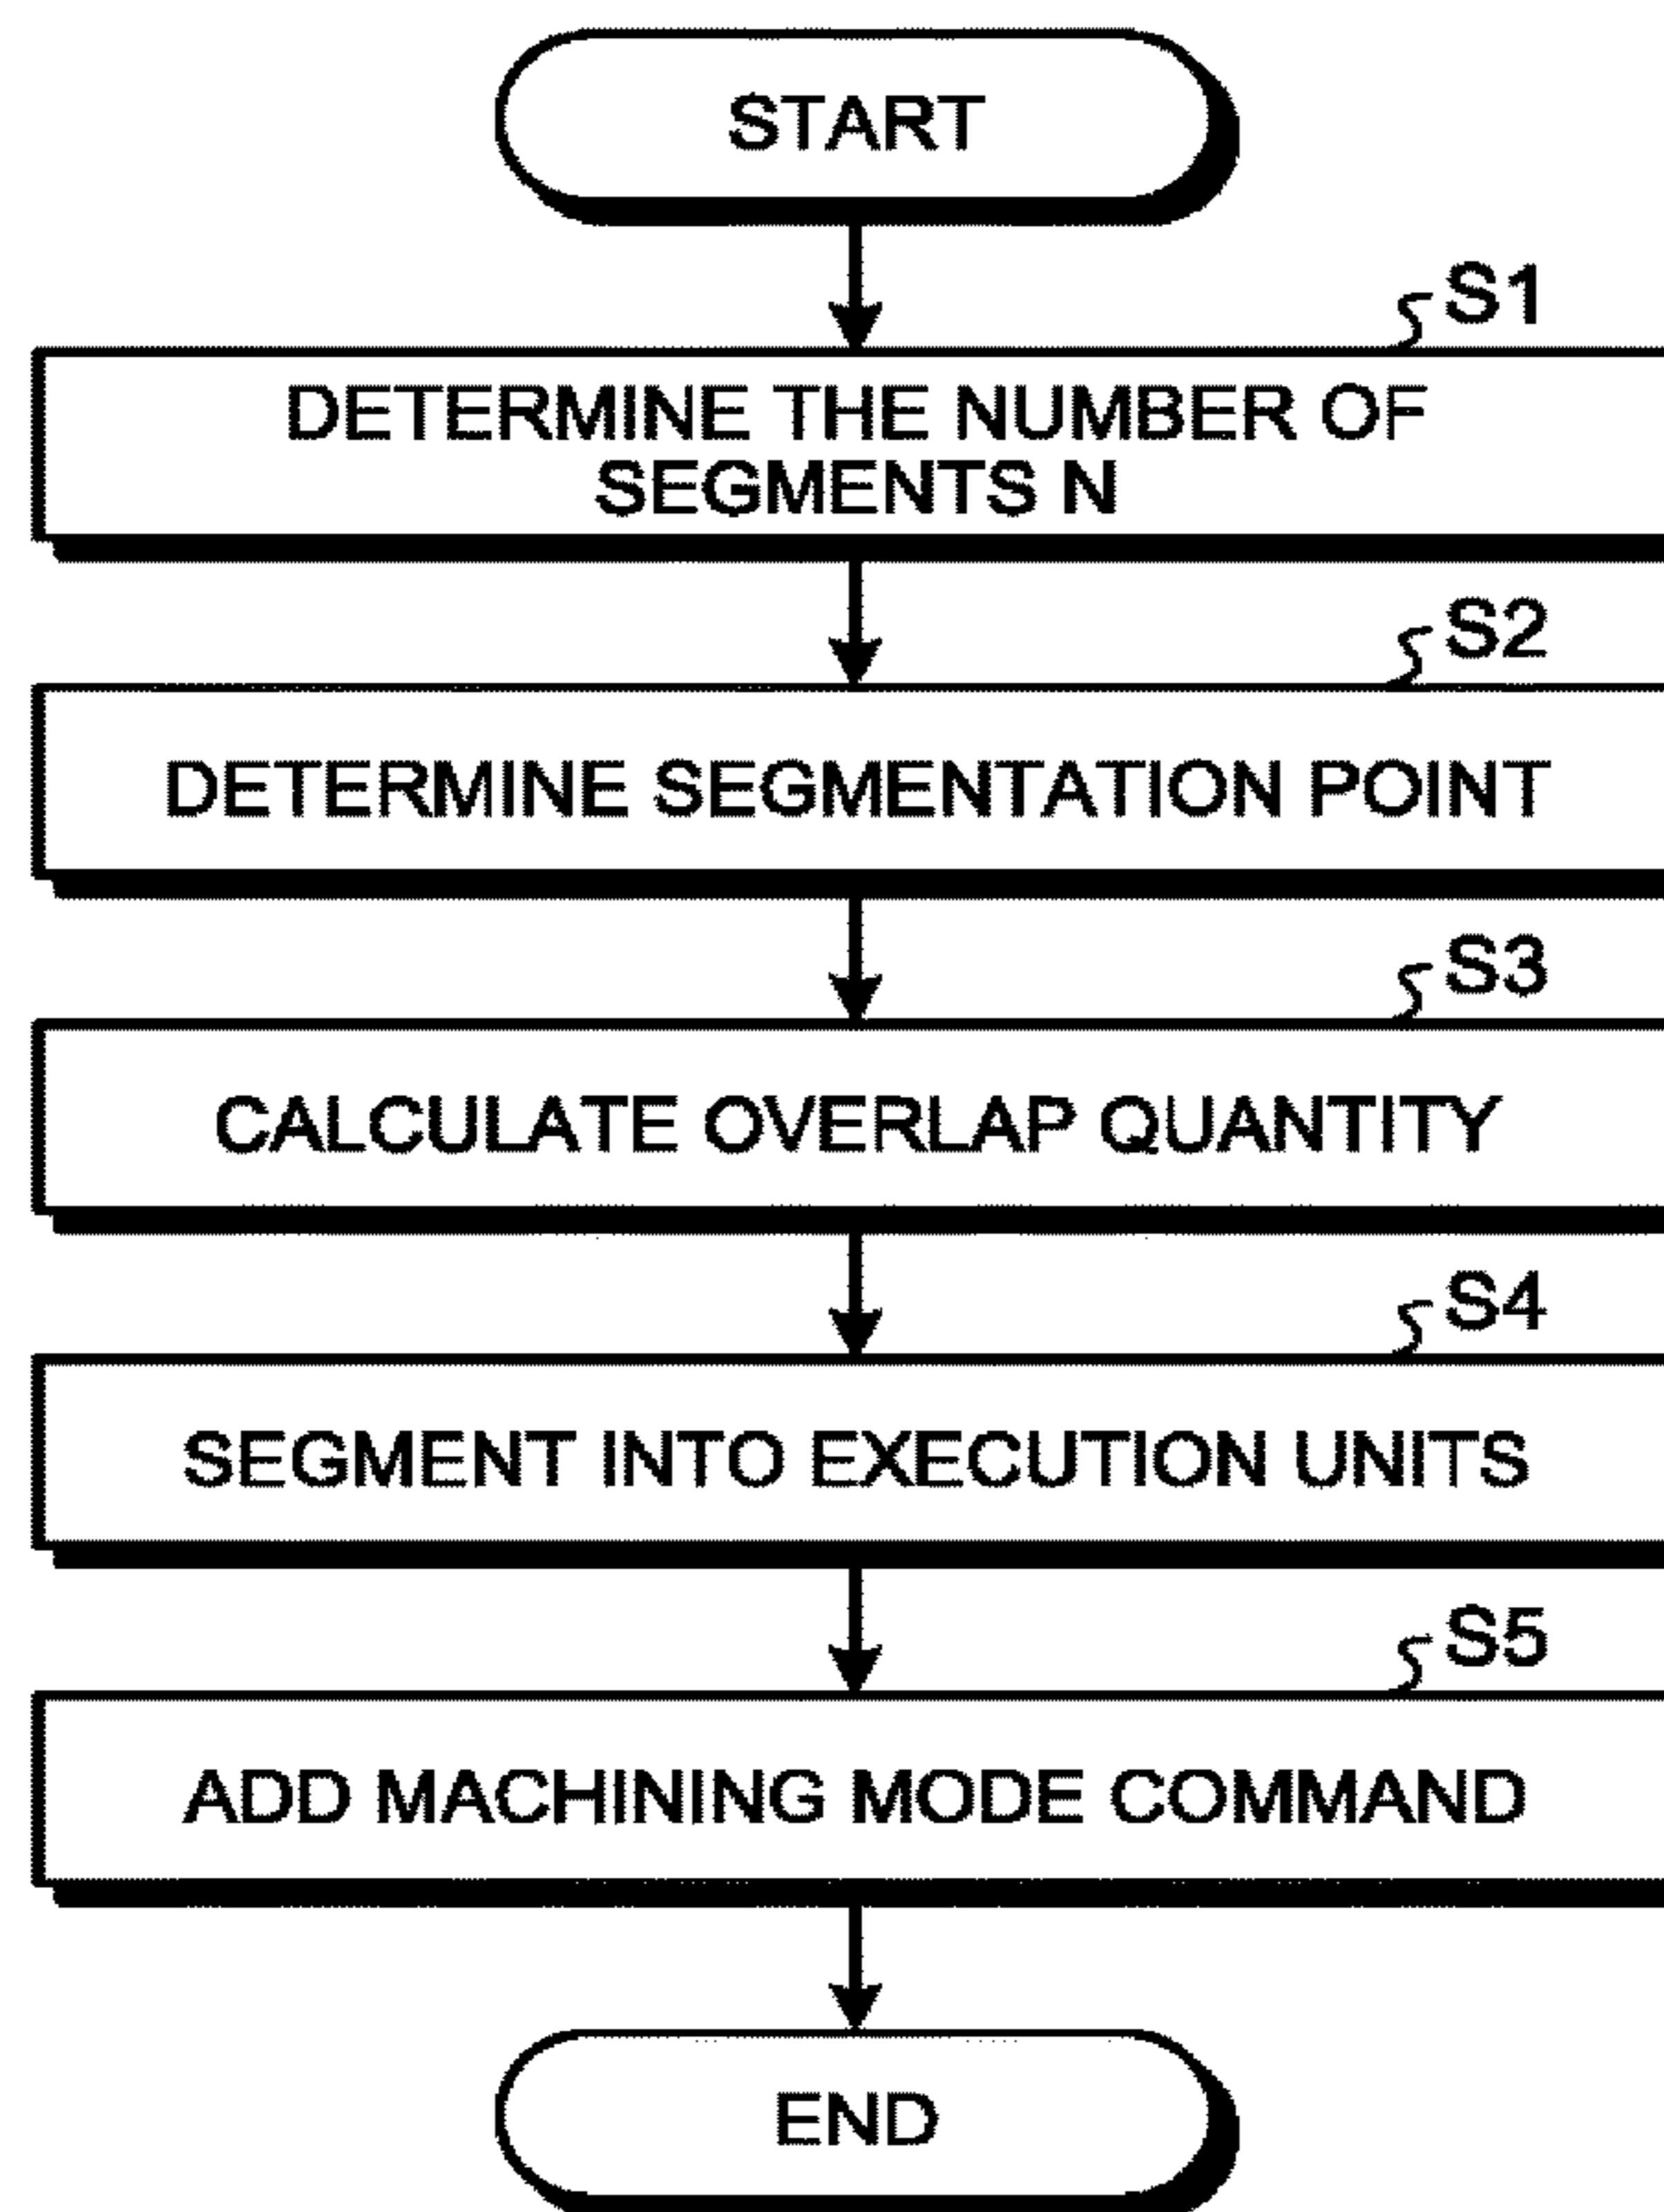 START
S1
DETERMINE THE NUMBER OF
SEGMENTS N
S2
DETERMINE SEGMENTATION POINT
S3
CALCULATE OVERLAP QUANTITY
S4
SEGMENT INTO EXECUTION UNITS
S5
ADD MACHINING MODE COMMAND
END